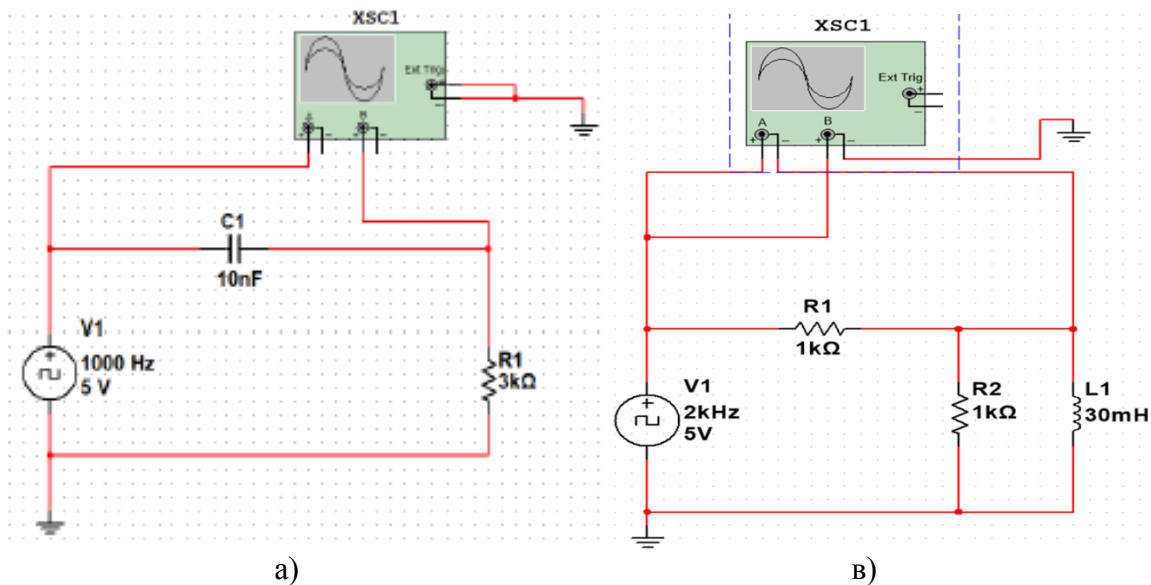 XSC1
Ext Trig
+
–
A
B
+ – + –
C1
10nF
V1
+
1000 Hz
5 V
R1
3kΩ
а)
XSC1
Ext Trig
+
–
A
B
+ – + –
R1
1kΩ
V1
+
2kHz
5V
R2
1kΩ
L1
30mH
в)